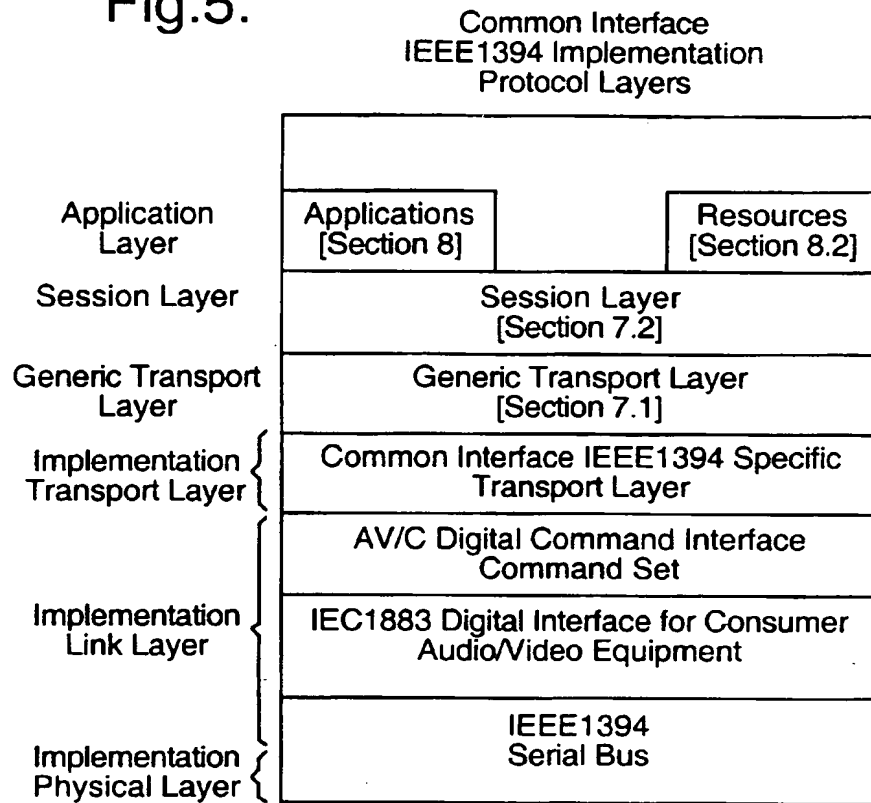 Fig.5.
Common Interface
IEEE1394 Implementation
Protocol Layers
Application
Layer
Applications
[Section 8]
Resources
[Section 8.2]
Session Layer
Session Layer
[Section 7.2]
Generic Transport
Layer
Generic Transport Layer
[Section 7.1]
Implementation
Transport Layer
Common Interface IEEE1394 Specific
Transport Layer
AV/C Digital Command Interface
Command Set
Implementation
Link Layer
IEC1883 Digital Interface for Consumer
Audio/Video Equipment
IEEE1394
Serial Bus
Implementation
Physical Layer